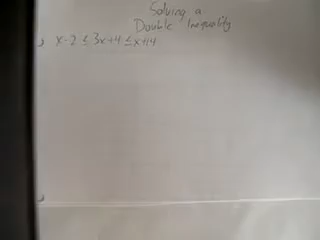 Solving a
Double Inequality
x-2 ≤ 3x+4 ≤ x+14